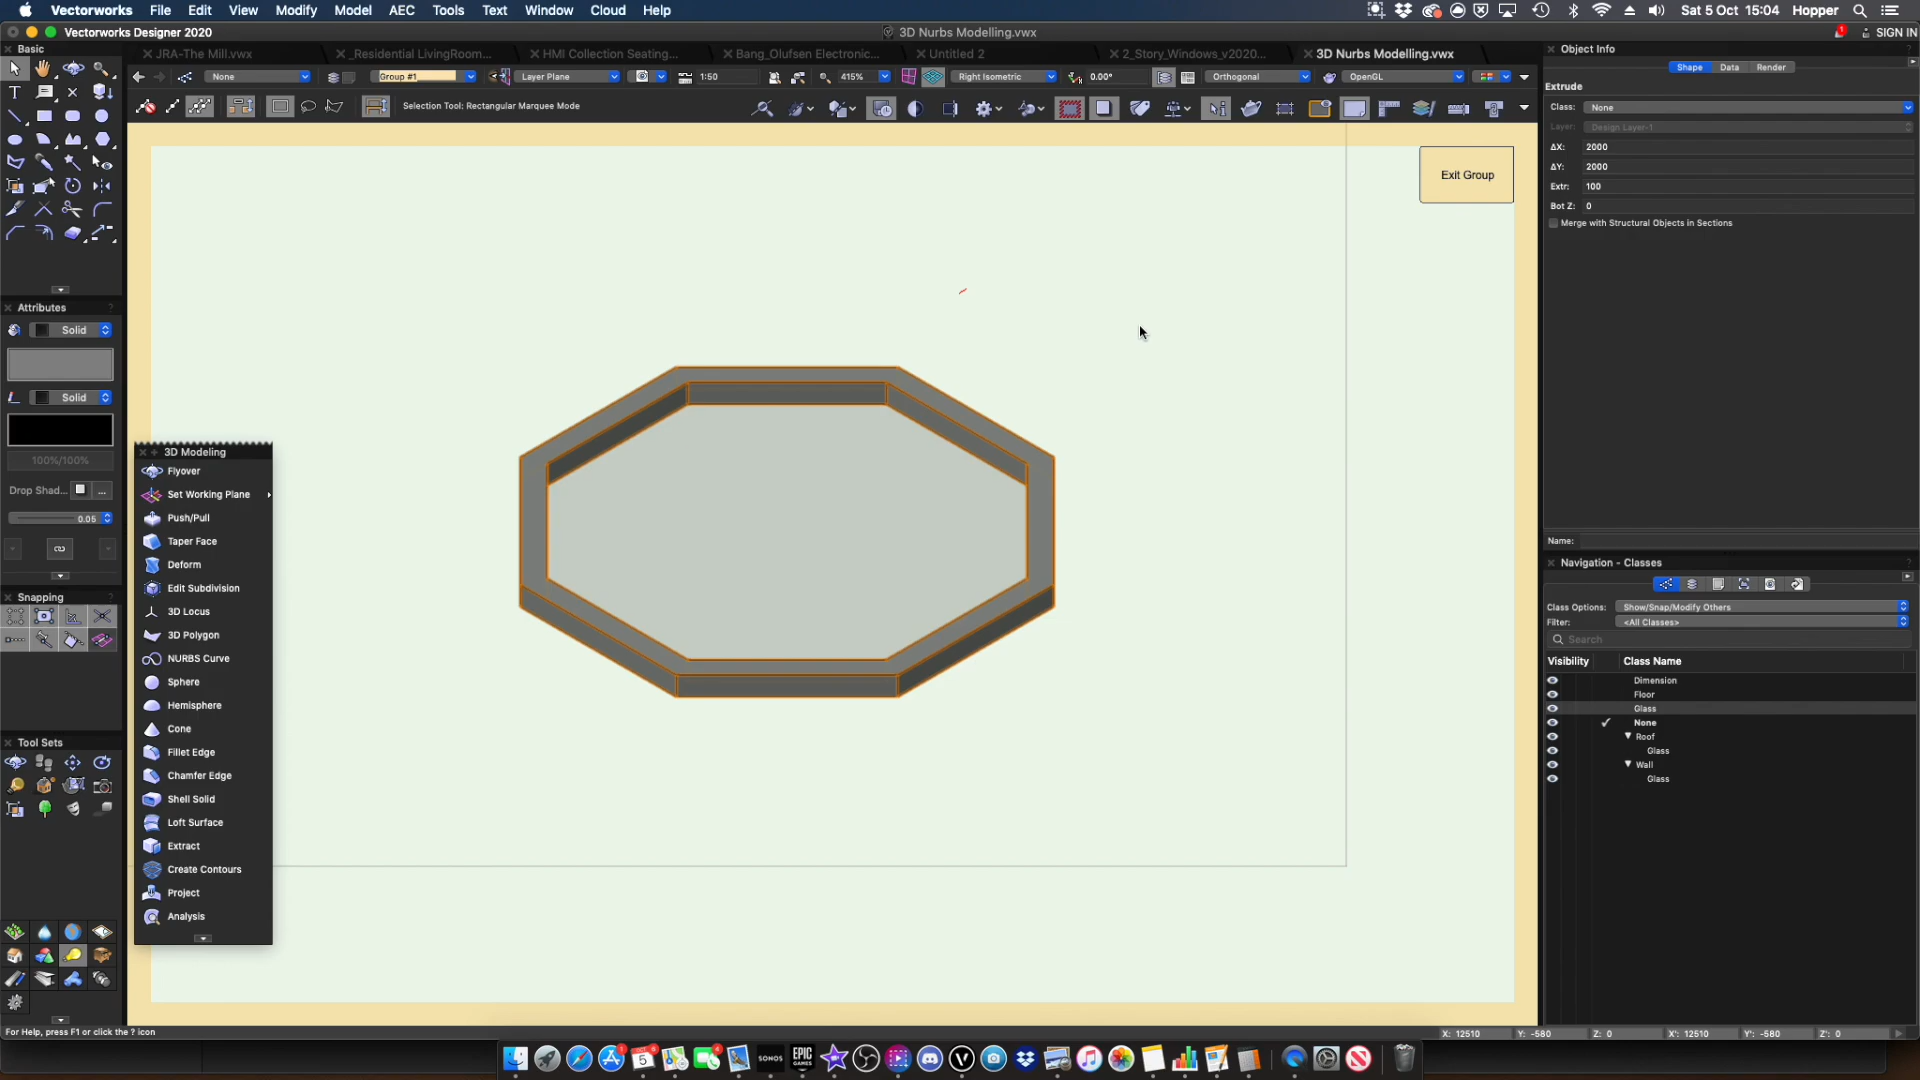 Vectorworks File Edit View Modify Model AEC Tools Text Window Cloud Help Sat 5 Oct 15:04 Hopper
Vectorworks Designer 2020 3D Nurbs Modelling.vwx 1 SIGN IN
Basic JRA-The Mill.vwx _Residential LivingRoom... HMI Collection Seating... Bang_Olufsen Electronic... Untitled 2 2_Story_Windows_v2020... 3D Nurbs Modelling.vwx Object Info
None Group #1 Layer Plane 1:50 415% Right Isometric 0.00° Orthogonal OpenGL
Shape Data Render
Selection Tool: Rectangular Marquee Mode
Extrude
Class: None
Layer: Design Layer-1
ΔX: 2000
ΔY: 2000
Extr: 100
Bot Z: 0
Merge with Structural Objects in Sections
Exit Group
Attributes ?
Solid
Solid
100%/100%
Drop Shad... ...
0.05
Snapping ?
Tool Sets ?
3D Modeling
Flyover
Set Working Plane
Push/Pull
Taper Face
Deform
Edit Subdivision
3D Locus
3D Polygon
NURBS Curve
Sphere
Hemisphere
Cone
Fillet Edge
Chamfer Edge
Shell Solid
Loft Surface
Extract
Create Contours
Project
Analysis
Name:
Navigation - Classes ?
Class Options: Show/Snap/Modify Others
Filter: <All Classes>
Search
Visibility Class Name
Dimension
Floor
Glass
✓ None
Roof
Glass
Wall
Glass
For Help, press F1 or click the ? icon
X: 12510 Y: -580 Z: 0 X': 12510 Y': -580 Z': 0
1 5 SONOS EPIC GAMES